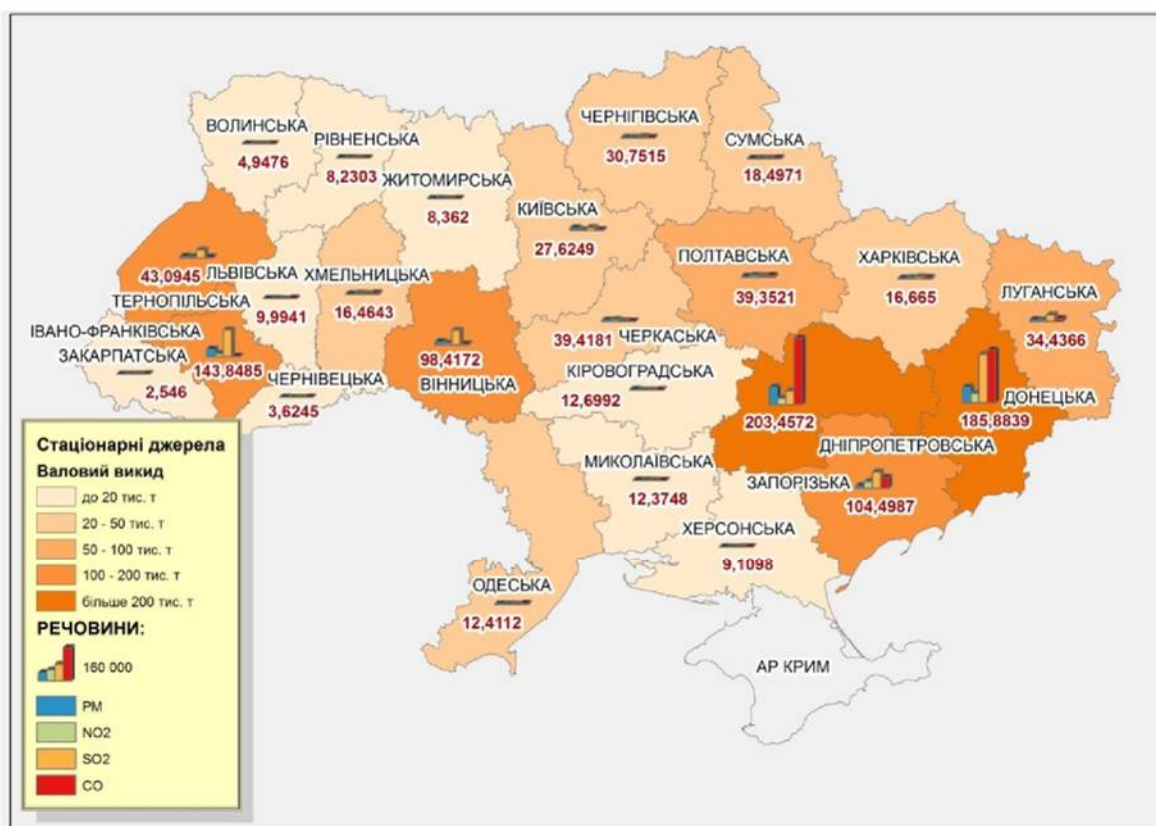 ВОЛИНСЬКА
4,9476
РІВНЕНСЬКА
8,2303
ЖИТОМИРСЬКА
8,362
КИЇВСЬКА
27,6249
ЧЕРНІГІВСЬКА
30,7515
СУМСЬКА
18,4971
43,0945
ЛЬВІВСЬКА
ТЕРНОПІЛЬСЬКА
9,9941
ХМЕЛЬНИЦЬКА
16,4643
ПОЛТАВСЬКА
39,3521
ХАРКІВСЬКА
16,665
ЛУГАНСЬКА
34,4366
ІВАНО-ФРАНКІВСЬКА
ЗАКАРПАТСЬКА
2,546
143,8485
ЧЕРНІВЕЦЬКА
3,6245
98,4172
ВІННИЦЬКА
39,4181
ЧЕРКАСЬКА
КІРОВОГРАДСЬКА
12,6992
203,4572
ДНІПРОПЕТРОВСЬКА
ДОНЕЦЬКА
185,8839
МИКОЛАЇВСЬКА
12,3748
ЗАПОРІЗЬКА
104,4987
ХЕРСОНСЬКА
9,1098
ОДЕСЬКА
12,4112
АР КРИМ
Стаціонарні джерела
Валовий викид
до 20 тис. т
20 - 50 тис. т
50 - 100 тис. т
100 - 200 тис. т
більше 200 тис. т
РЕЧОВИНИ:
160 000
PM
NO2
SO2
CO